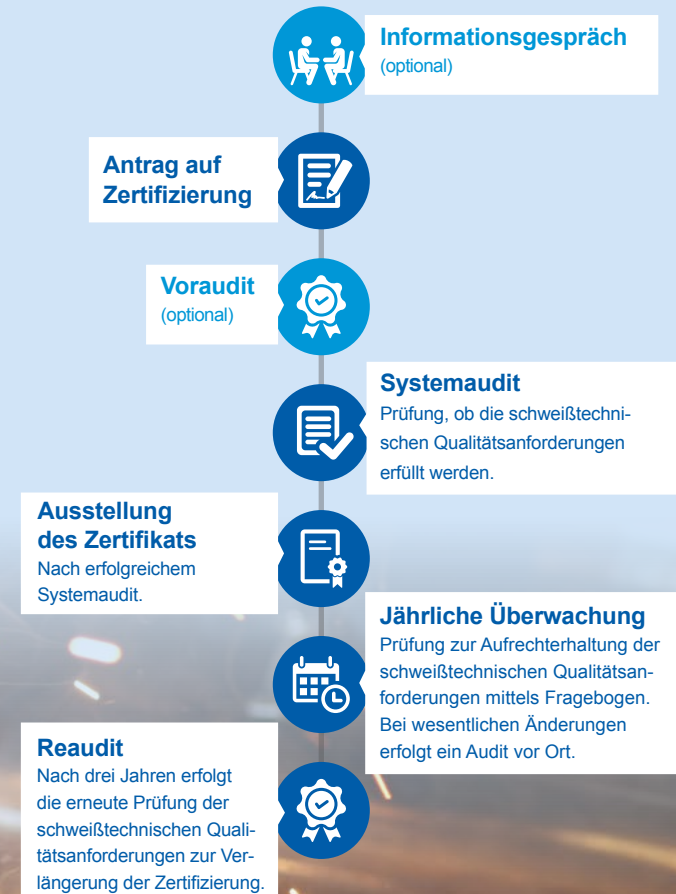 Informationsgespräch
(optional)
Antrag auf
Zertifizierung
Voraudit
(optional)
Systemaudit
Prüfung, ob die schweißtechni-
schen Qualitätsanforderungen
erfüllt werden.
Ausstellung
des Zertifikats
Nach erfolgreichem
Systemaudit.
Jährliche Überwachung
Prüfung zur Aufrechterhaltung der
schweißtechnischen Qualitätsan-
forderungen mittels Fragebogen.
Bei wesentlichen Änderungen
erfolgt ein Audit vor Ort.
Reaudit
Nach drei Jahren erfolgt
die erneute Prüfung der
schweißtechnischen Quali-
tätsanforderungen zur Ver-
längerung der Zertifizierung.